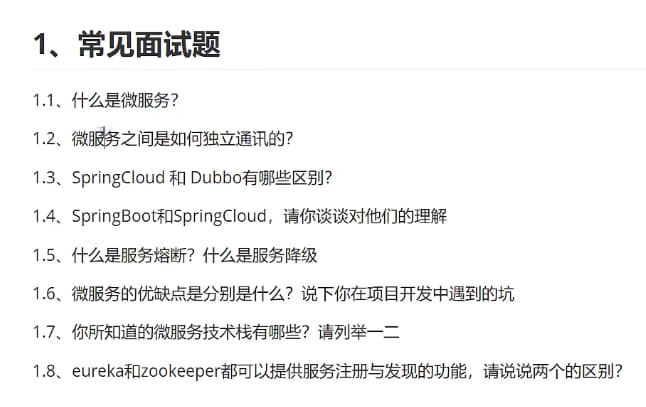 1、常见面试题
1.1、什么是微服务？
1.2、微服务之间是如何独立通讯的？
1.3、SpringCloud 和 Dubbo有哪些区别？
1.4、SpringBoot和SpringCloud，请你谈谈对他们的理解
1.5、什么是服务熔断？什么是服务降级
1.6、微服务的优缺点是分别是什么？说下你在项目开发中遇到的坑
1.7、你所知道的微服务技术栈有哪些？请列举一二
1.8、eureka和zookeeper都可以提供服务注册与发现的功能，请说说两个的区别？